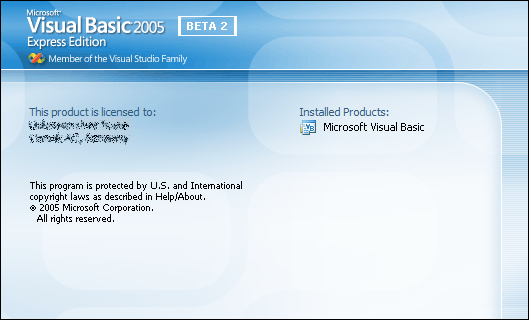 Microsoft®
Visual Basic 2005
BETA 2
Express Edition
Member of the Visual Studio Family
This product is licensed to:
Installed Products:
Microsoft Visual Basic
This program is protected by U.S. and International
copyright laws as described in Help/About.
© 2005 Microsoft Corporation.
All rights reserved.